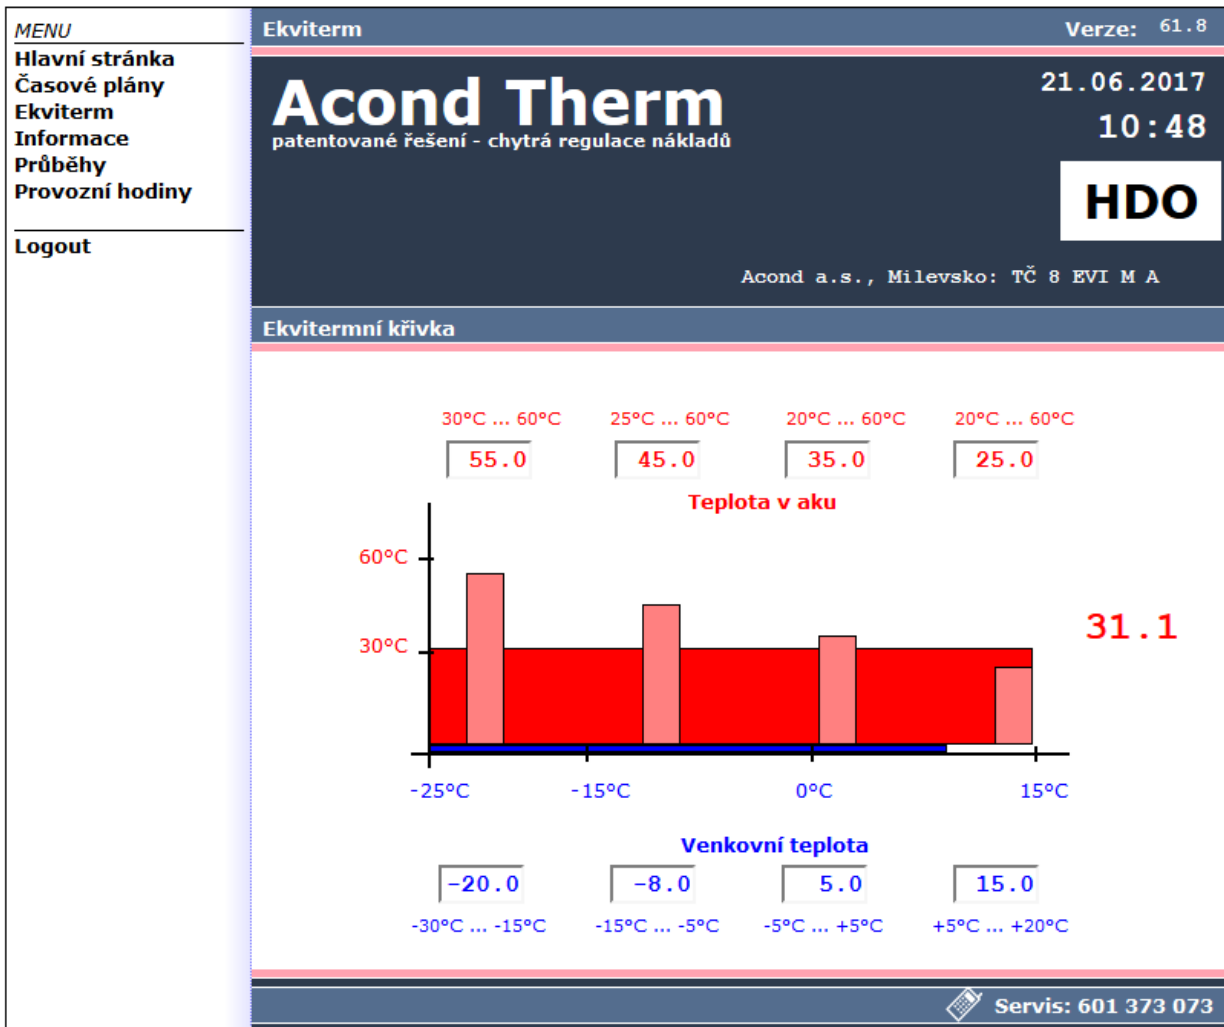 MENU
Hlavní stránka
Časové plány
Ekviterm
Informace
Průběhy
Provozní hodiny
Logout
Ekviterm
Verze: 61.8
Acond Therm
patentované řešení - chytrá regulace nákladů
21.06.2017
10:48
HDO
Acond a.s., Milevsko: TČ 8 EVI M A
Ekvitermní křivka
30°C ... 60°C 25°C ... 60°C 20°C ... 60°C 20°C ... 60°C
55.0 45.0 35.0 25.0
Teplota v aku
60°C
31.1
30°C
-25°C -15°C 0°C 15°C
Venkovní teplota
-20.0 -8.0 5.0 15.0
-30°C ... -15°C -15°C ... -5°C -5°C ... +5°C +5°C ... +20°C
Servis: 601 373 073